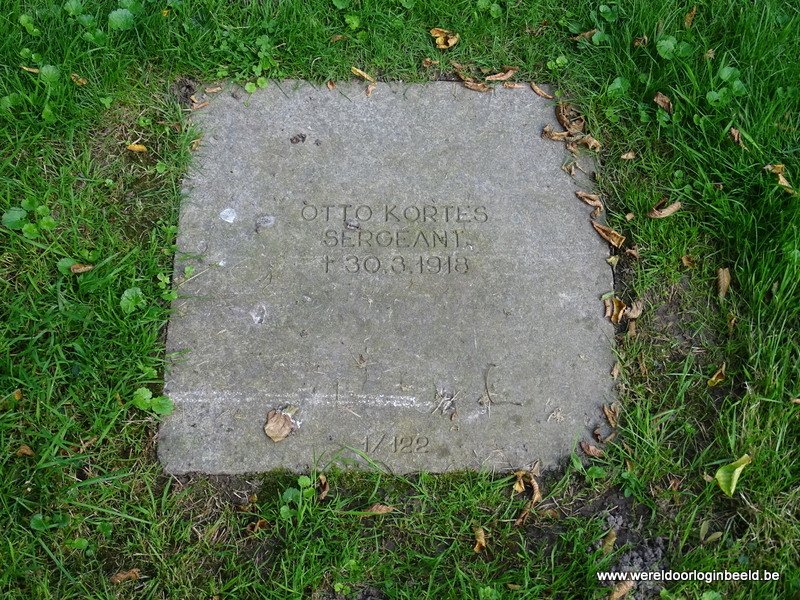 OTTO KORTES
SERGEANT
† 30.3.1918
1/122
www.wereldoorloginbeeld.be